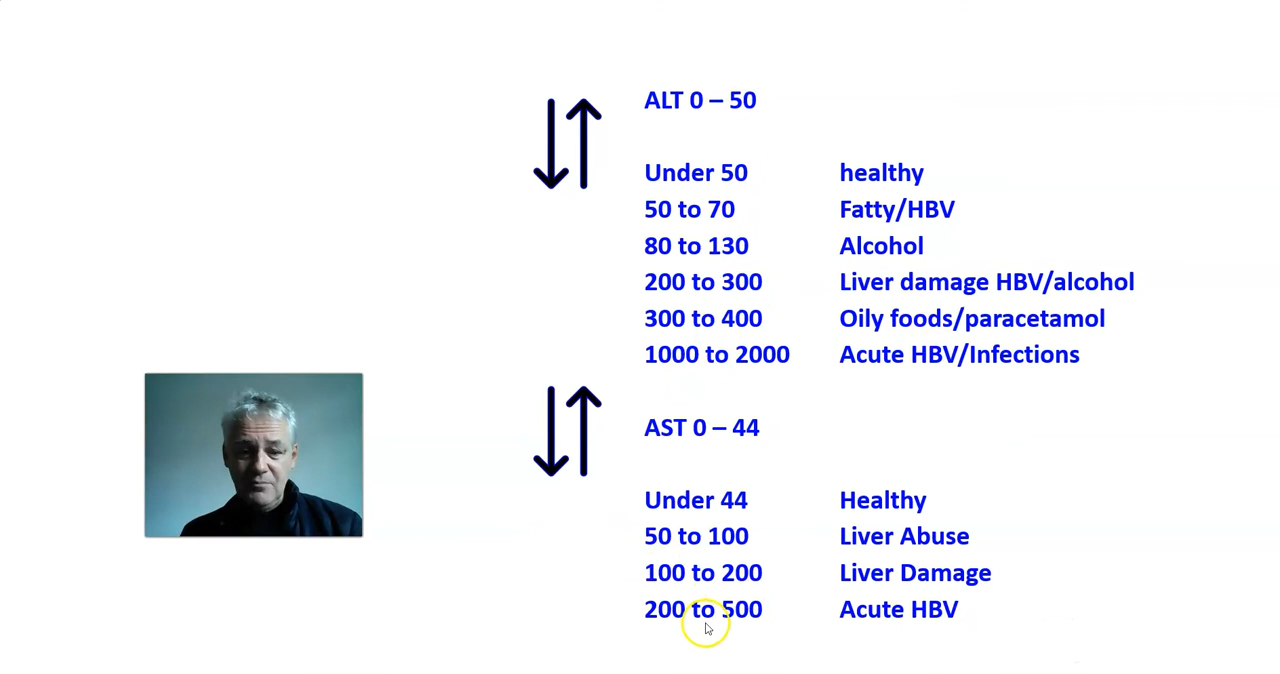 ALT 0 – 50
Under 50 healthy
50 to 70 Fatty/HBV
80 to 130 Alcohol
200 to 300 Liver damage HBV/alcohol
300 to 400 Oily foods/paracetamol
1000 to 2000 Acute HBV/Infections
AST 0 – 44
Under 44 Healthy
50 to 100 Liver Abuse
100 to 200 Liver Damage
200 to 500 Acute HBV